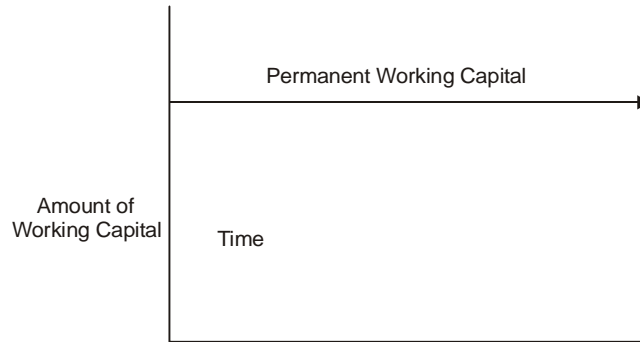 Permanent Working Capital
Amount of
Working Capital
Time